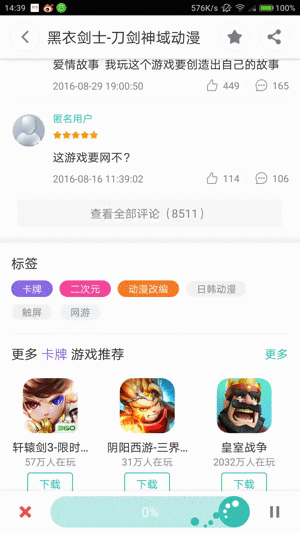 14:39
576K/s
100%
黑衣剑士-刀剑神域动漫
爱情故事 我玩这个游戏要创造出自己的故事
2016-08-29 19:00:50 449 165
匿名用户
这游戏要网不?
2016-08-16 11:39:02 114 106
查看全部评论（8511）
标签
卡牌 二次元 动漫改编 日韩动漫
触屏 网游
更多 卡牌 游戏推荐 更多
360
轩辕剑3-限时... 阴阳西游-三界... 皇室战争
57万人在玩 31万人在玩 2032万人在玩
下载 下载 下载
0%